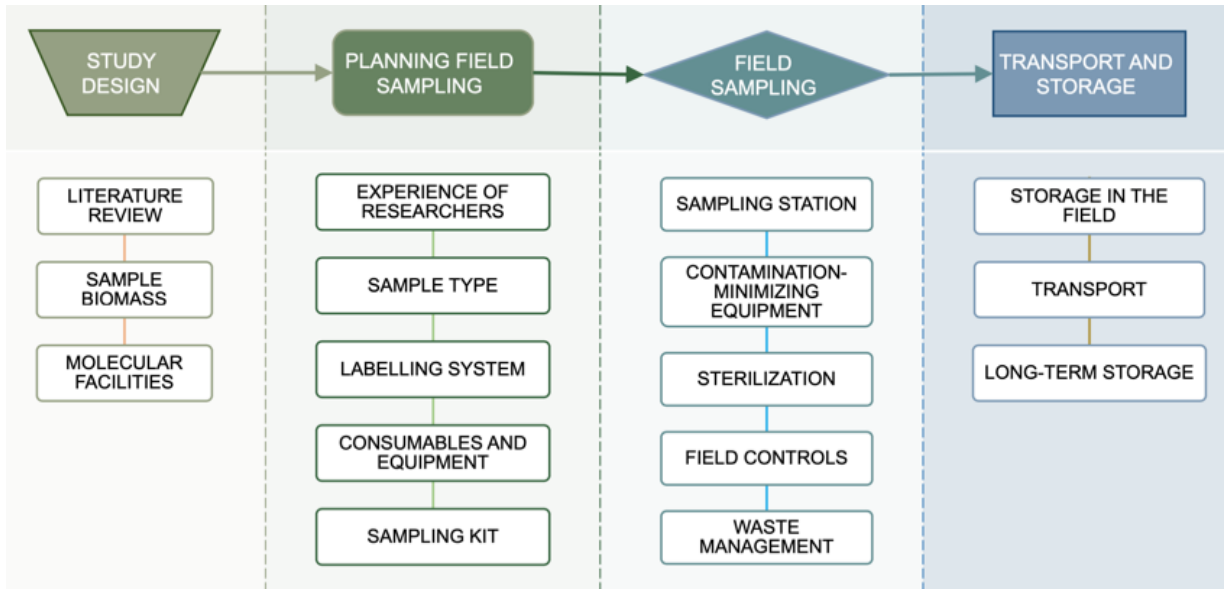 STUDY
DESIGN
PLANNING FIELD
SAMPLING
FIELD
SAMPLING
TRANSPORT AND
STORAGE
LITERATURE
REVIEW
SAMPLE
BIOMASS
MOLECULAR
FACILITIES
EXPERIENCE OF
RESEARCHERS
SAMPLE TYPE
LABELLING SYSTEM
CONSUMABLES AND
EQUIPMENT
SAMPLING KIT
SAMPLING STATION
CONTAMINATION-
MINIMIZING
EQUIPMENT
STERILIZATION
FIELD CONTROLS
WASTE
MANAGEMENT
STORAGE IN THE
FIELD
TRANSPORT
LONG-TERM STORAGE